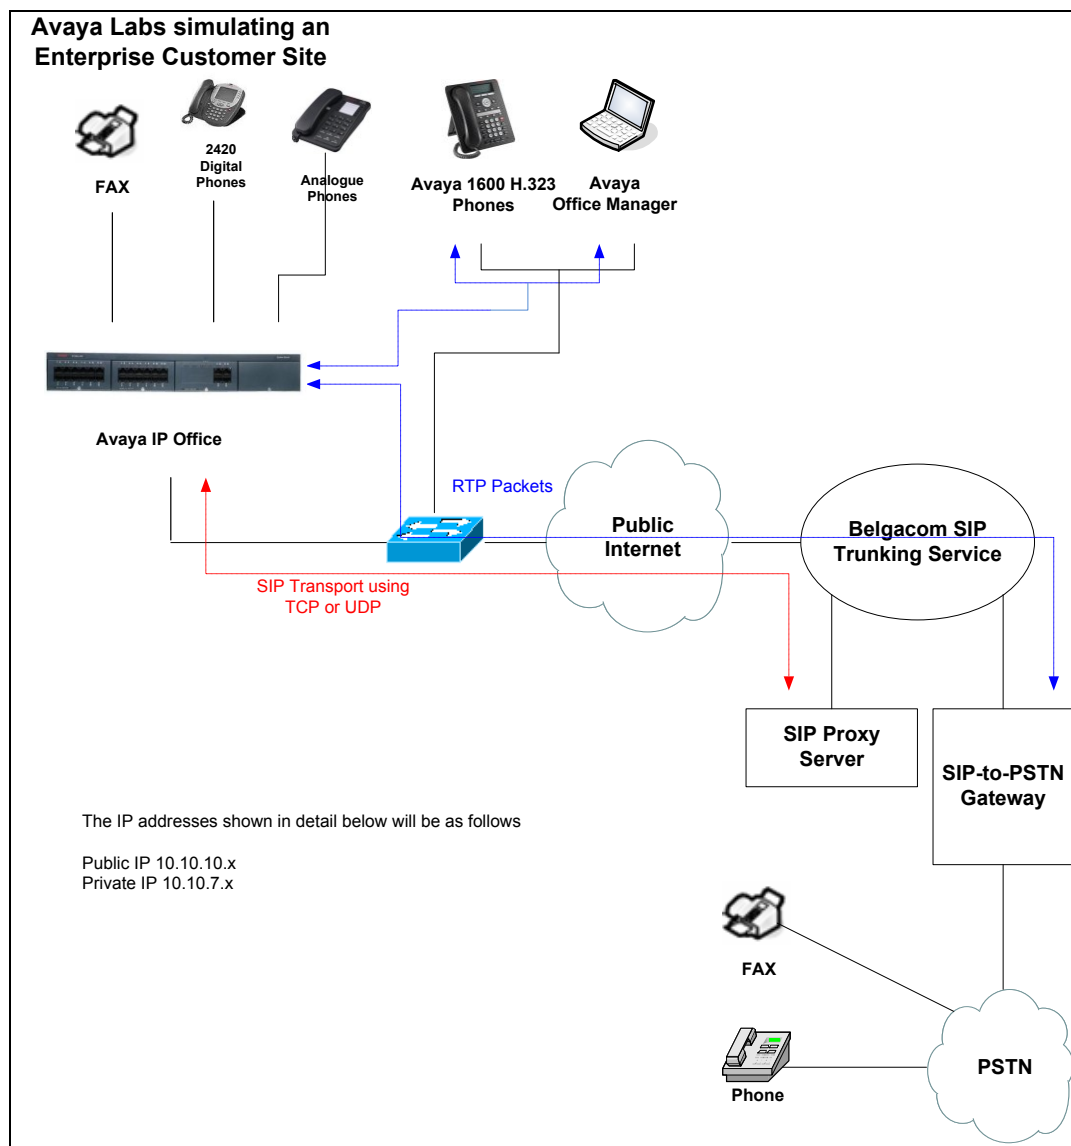 Avaya Labs simulating an
Enterprise Customer Site
FAX
2420
Digital
Phones
Analogue
Phones
Avaya 1600 H.323
Phones
Avaya
Office Manager
Avaya IP Office
RTP Packets
Public
Internet
Belgacom SIP
Trunking Service
SIP Transport using
TCP or UDP
SIP Proxy
Server
SIP-to-PSTN
Gateway
The IP addresses shown in detail below will be as follows
Public IP 10.10.10.x
Private IP 10.10.7.x
FAX
Phone
PSTN